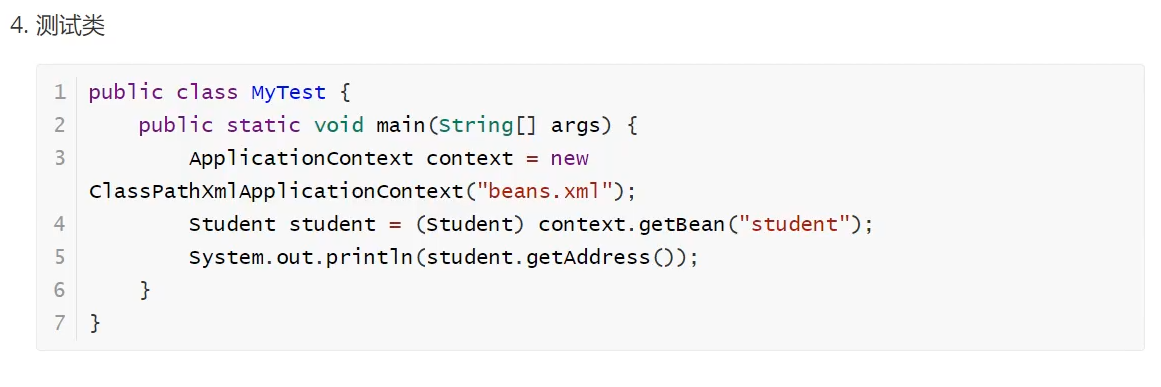 4. 测试类
1 public class MyTest {
2     public static void main(String[] args) {
3         ApplicationContext context = new
ClassPathXmlApplicationContext("beans.xml");
4         Student student = (Student) context.getBean("student");
5         System.out.println(student.getAddress());
6     }
7 }